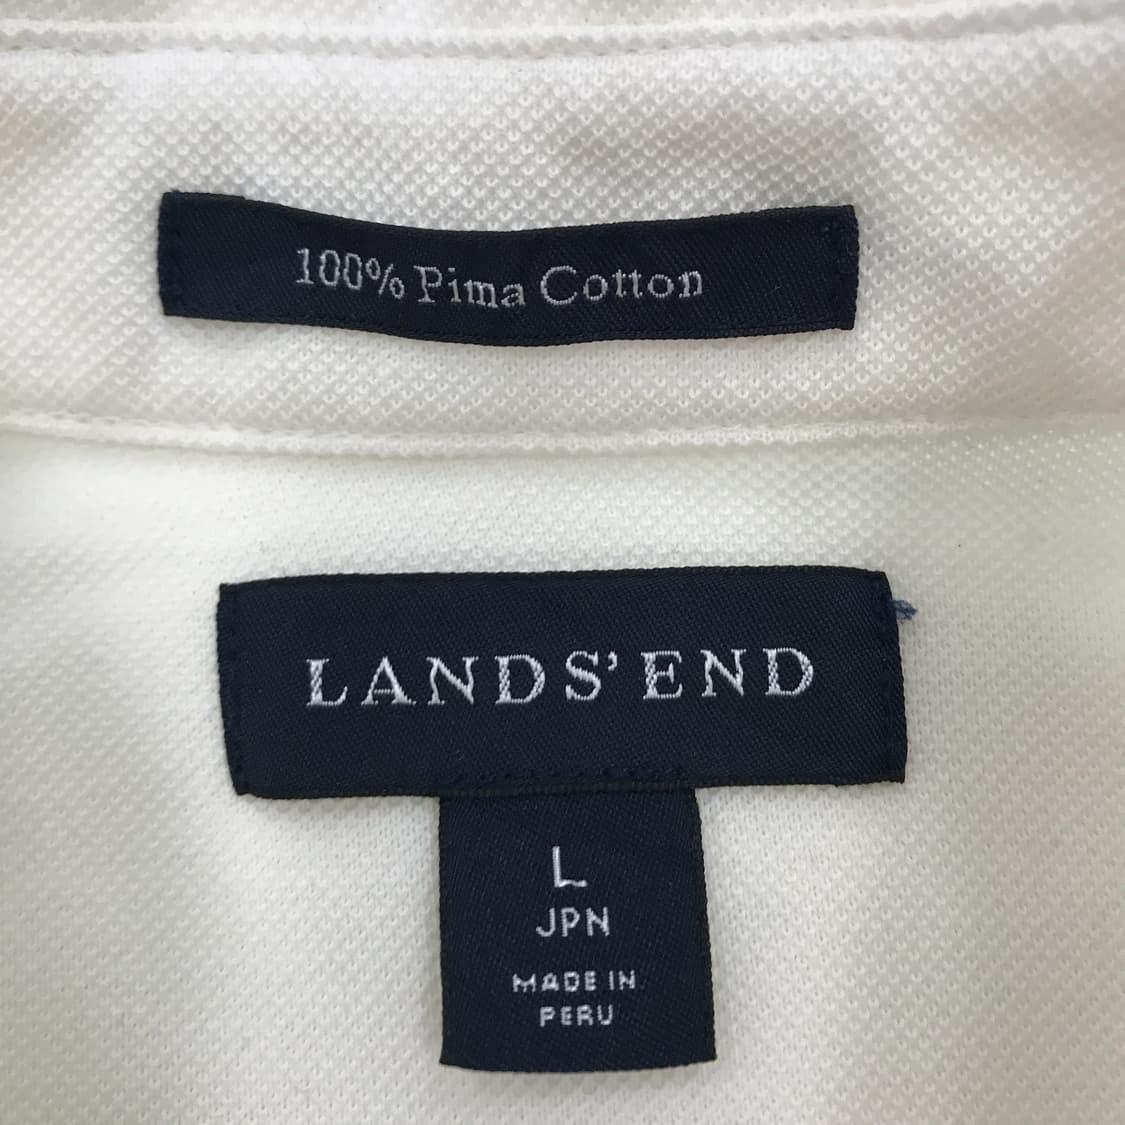 100% Pima Cotton
LANDS' END
L
JPN
MADE IN
PERU